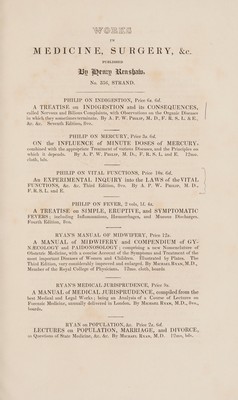 WORKS
IN
MEDICINE, SURGERY, &c.
PUBLISHED
By Henry Renshaw,
No. 356, STRAND.
PHILIP ON INDIGESTION, Price 6s. 6d.
A TREATISE on INDIGESTION and its CONSEQUENCES,
called Nervous and Bilious Complaints, with Observations on the Organic Diseases
in which they sometimes terminate. By A. P. W. PHILIP, M. D., F. R. S. L. & E.,
&c. &c. Seventh Edition, 8vo.
PHILIP ON MERCURY, Price 3s. 6d.
ON the INFLUENCE of MINUTE DOSES of MERCURY,
combined with the appropriate Treatment of various Diseases, and the Principles on
which it depends. By A. P. W. PHILIP, M. D., F. R. S. L. and E. 12mo.
cloth, bds.
PHILIP ON VITAL FUNCTIONS, Price 10s. 6d.
An EXPERIMENTAL INQUIRY into the LAWS of the VITAL
FUNCTIONS, &c. &c. Third Edition, 8vo. By A. P. W. PHILIP, M. D.,
F. R. S. L. and E.
PHILIP ON FEVER, 2 vols, 1l. 4s.
A TREATISE on SIMPLE, ERUPTIVE, and SYMPTOMATIC
FEVERS: including Inflammations, Hæmorrhages, and Mucous Discharges,
Fourth Edition, 8vo.
RYAN'S MANUAL OF MIDWIFERY, Price 12s.
A MANUAL of MIDWIFERY and COMPENDIUM of GY-
NÆCOLOGY and PAIDONOSOLOGY; comprising a new Nomenclature of
Obstetric Medicine, with a concise Account of the Symptoms and Treatment of the
most important Diseases of Women and Children. Illustrated by Plates. The
Third Edition, very considerably improved and enlarged. By MICHAEL RYAN, M.D.,
Member of the Royal College of Physicians. 12mo. cloth, boards.
RYAN'S MEDICAL JURISPRUDENCE, Price 8s.
A MANUAL of MEDICAL JURISPRUDENCE, compiled from the
best Medical and Legal Works; being an Analysis of a Course of Lectures on
Forensic Medicine, annually delivered in London. By MICHAEL RYAN, M.D., 8vo.,
boards.
RYAN ON POPULATION, &c. Price 2s. 6d.
LECTURES on POPULATION, MARRIAGE, and DIVORCE,
as Questions of State Medicine, &c. &c. By MICHAEL RYAN, M.D. 12mo, bds.